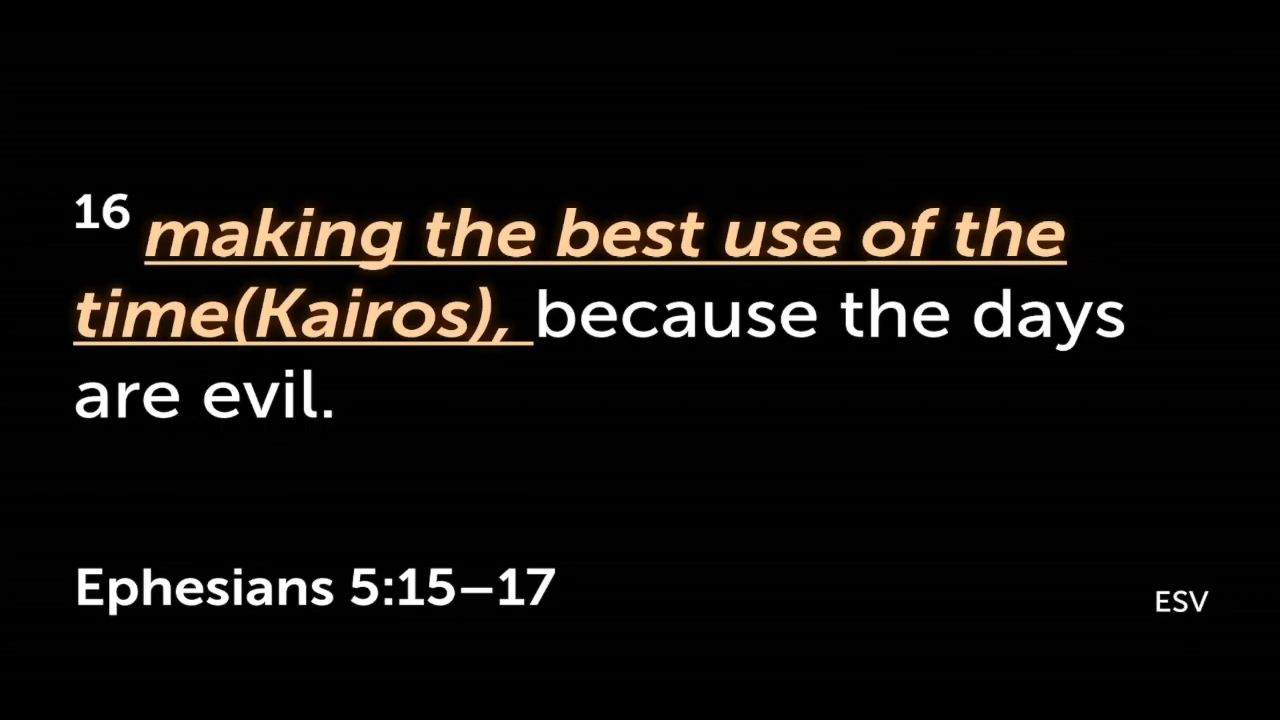 16 making the best use of the
time(Kairos), because the days
are evil.
Ephesians 5:15–17
ESV